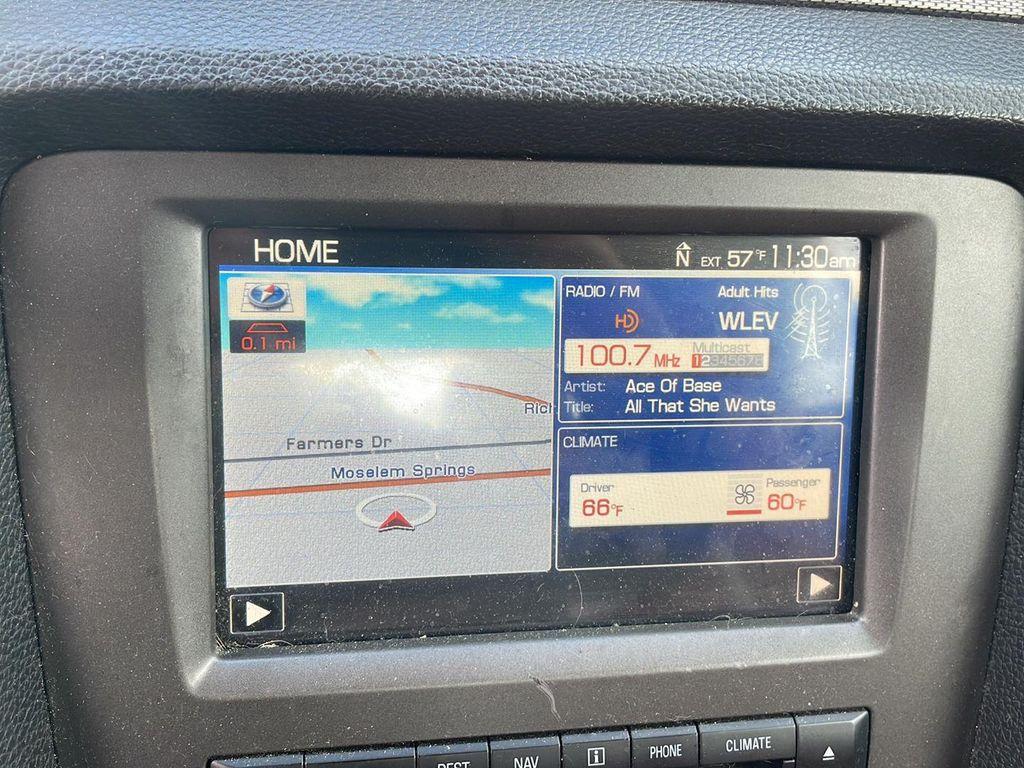 HOME
N EXT 57°F 11:30am
0.1 mi
Farmers Dr
Moselem Springs
RADIO / FM Adult Hits
HD WLEV
100.7 MHz Multicast
12345678
Artist: Ace Of Base
Title: All That She Wants
CLIMATE
Driver Passenger
66°F 60°F
NAV i PHONE CLIMATE